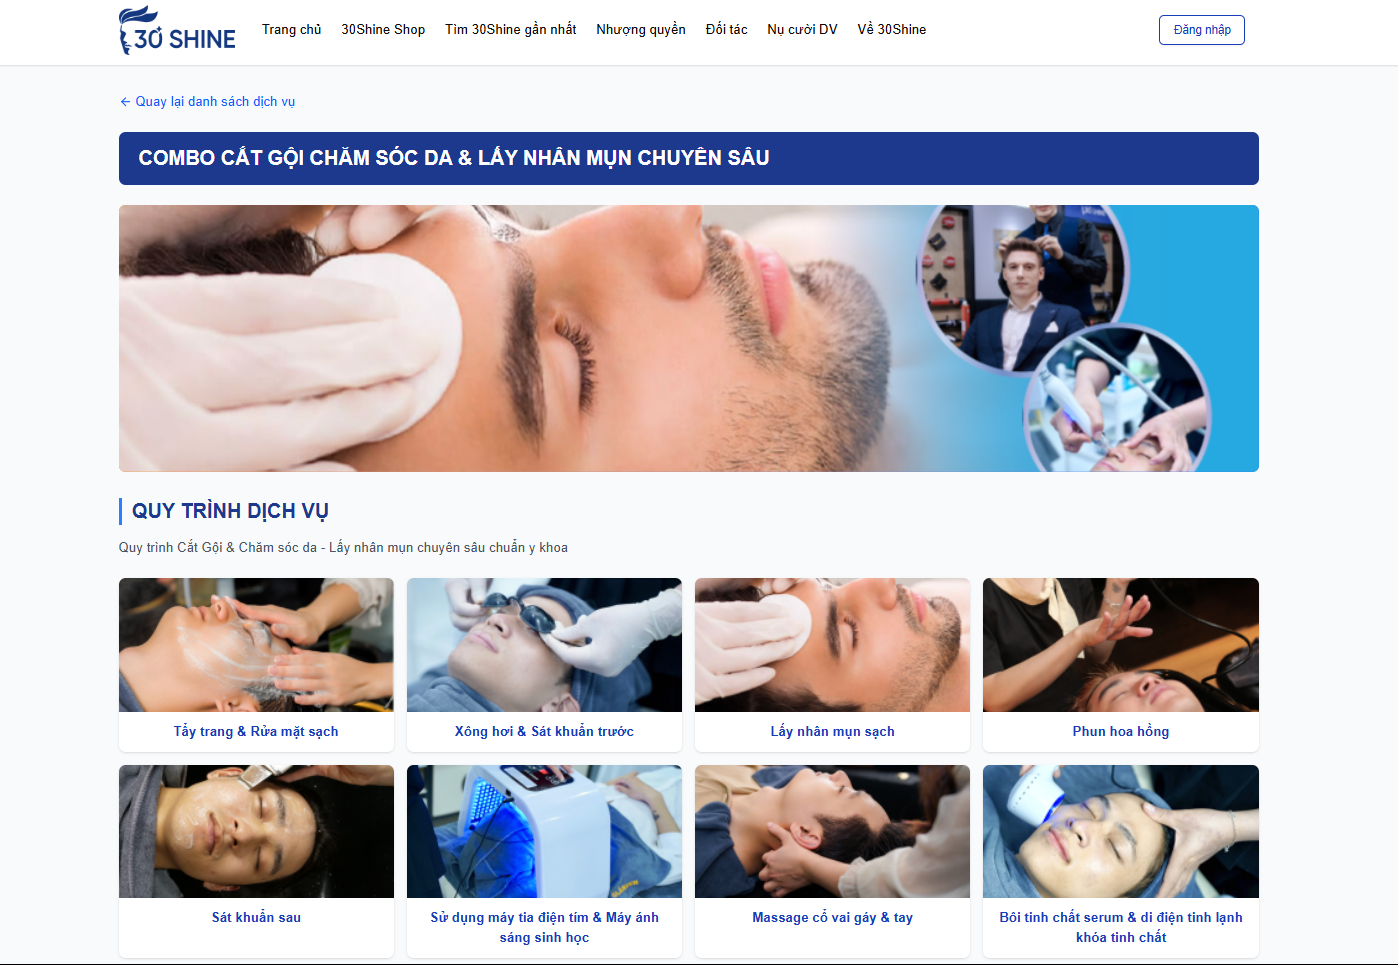 30 SHINE
Trang chủ
30Shine Shop
Tìm 30Shine gần nhất
Nhượng quyền
Đối tác
Nụ cười DV
Về 30Shine
Đăng nhập
← Quay lại danh sách dịch vụ
COMBO CẮT GỘI CHĂM SÓC DA & LẤY NHÂN MỤN CHUYÊN SÂU
QUY TRÌNH DỊCH VỤ
Quy trình Cắt Gội & Chăm sóc da - Lấy nhân mụn chuyên sâu chuẩn y khoa
Tẩy trang & Rửa mặt sạch
Xông hơi & Sát khuẩn trước
Lấy nhân mụn sạch
Phun hoa hồng
Sát khuẩn sau
Sử dụng máy tia điện tím & Máy ánh
sáng sinh học
Massage cổ vai gáy & tay
Bôi tinh chất serum & di điện tinh lạnh
khóa tinh chất